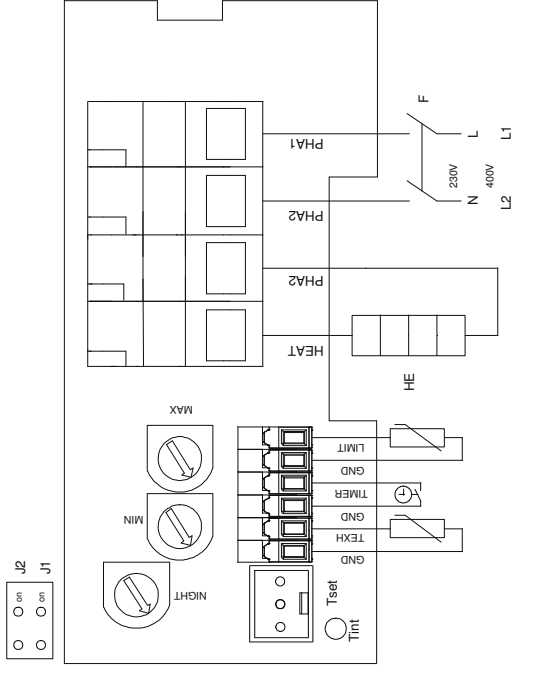 F
PHA1
L
L1
230V
400V
PHA2
N
L2
PHA2
HEAT
HE
MAX
LIMIT
GND
MIN
TIMER
GND
TEXH
GND
NIGHT
J2
J1
on
on
Tset
Tint